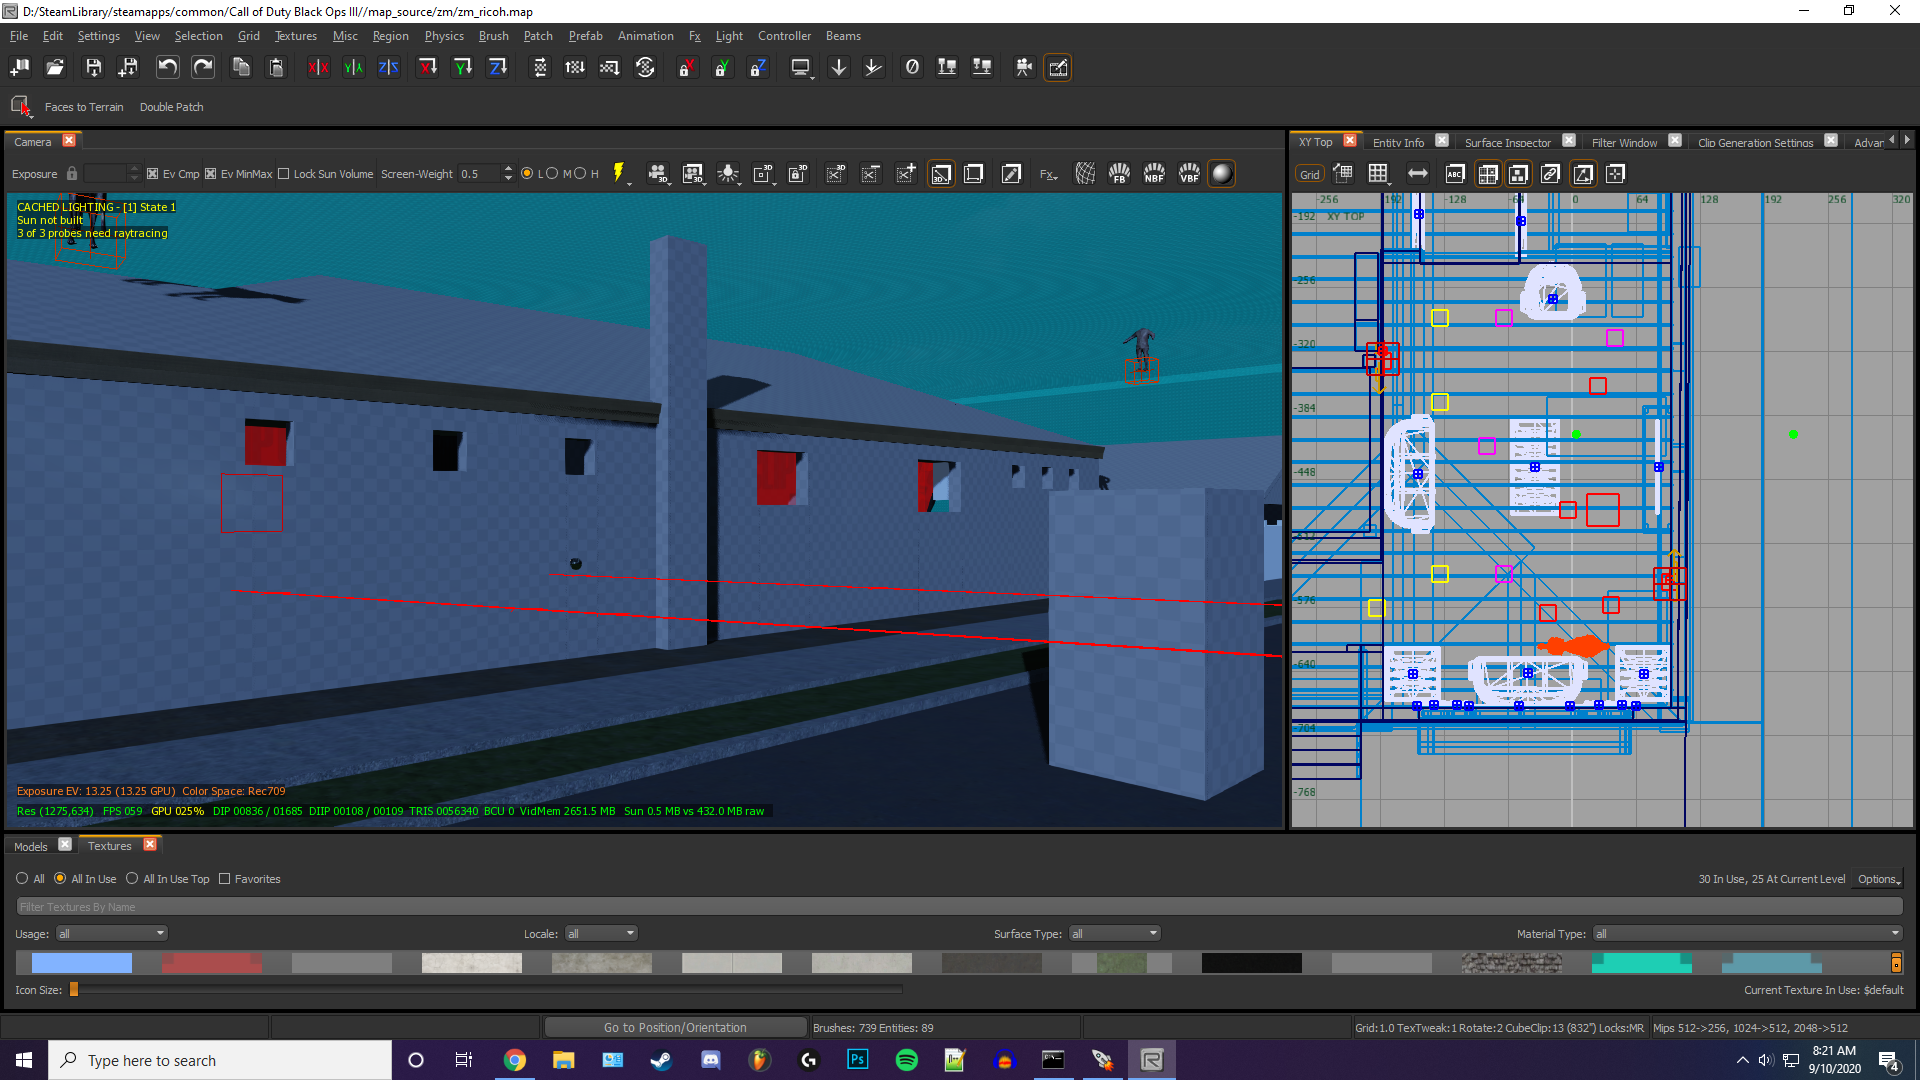 D:/SteamLibrary/steamapps/common/Call of Duty Black Ops III//map_source/zm/zm_ricoh.map
File Edit Settings View Selection Grid Textures Misc Region Physics Brush Patch Prefab Animation Fx Light Controller Beams
X|X Y|Y Z|Z X Y Z X Y Z
Faces to Terrain Double Patch
Camera
XY Top Entity Info Surface Inspector Filter Window Clip Generation Settings Advar
Exposure Ev Cmp Ev MinMax Lock Sun Volume Screen-Weight 0.5 L M H Fx FB NBF VBF
Grid ABC
CACHED LIGHTING - [1] State 1
Sun not built
3 of 3 probes need raytracing
-256 192 -128 -64 0 64 128 192 256 320
-192 XY TOP
-256
-320
-384
-448
-512
-576
-640
-704
-768
Exposure EV: 13.25 (13.25 GPU) Color Space: Rec709
Res (1275,634) FPS 059 GPU 025% DIP 00836 / 01685 DIIP 00108 / 00109 TRIS 0056340 BCU 0 VidMem 2651.5 MB Sun 0.5 MB vs 432.0 MB raw
Models Textures
All All In Use All In Use Top Favorites
30 In Use, 25 At Current Level Options
Filter Textures By Name
Usage: all Locale: all Surface Type: all Material Type: all
Icon Size:
Current Texture In Use: $default
Go to Position/Orientation Brushes: 739 Entities: 89
Grid:1.0 TexTweak:1 Rotate:2 CubeClip:13 (832") Locks:MR Mips 512->256, 1024->512, 2048->512
Type here to search
Ps
8:21 AM
9/10/2020
4